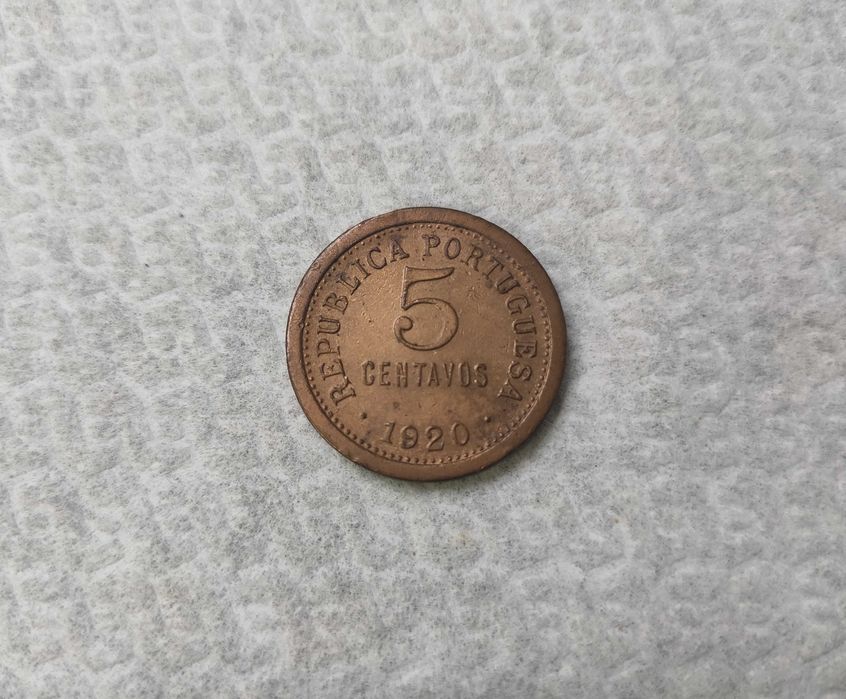 REPUBLICA PORTUGUESA
5
CENTAVOS
· 1920 ·